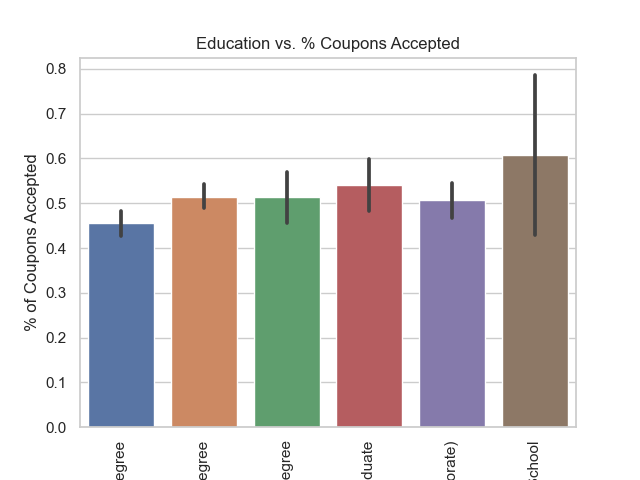 Education vs. % Coupons Accepted
% of Coupons Accepted
0.8
0.7
0.6
0.5
0.4
0.3
0.2
0.1
0.0
egree
egree
egree
duate
orate)